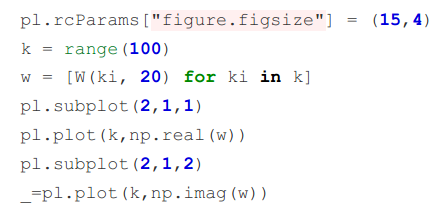 pl.rcParams["figure.figsize"] = (15,4)
k = range(100)
w = [W(ki, 20) for ki in k]
pl.subplot(2,1,1)
pl.plot(k,np.real(w))
pl.subplot(2,1,2)
_=pl.plot(k,np.imag(w))